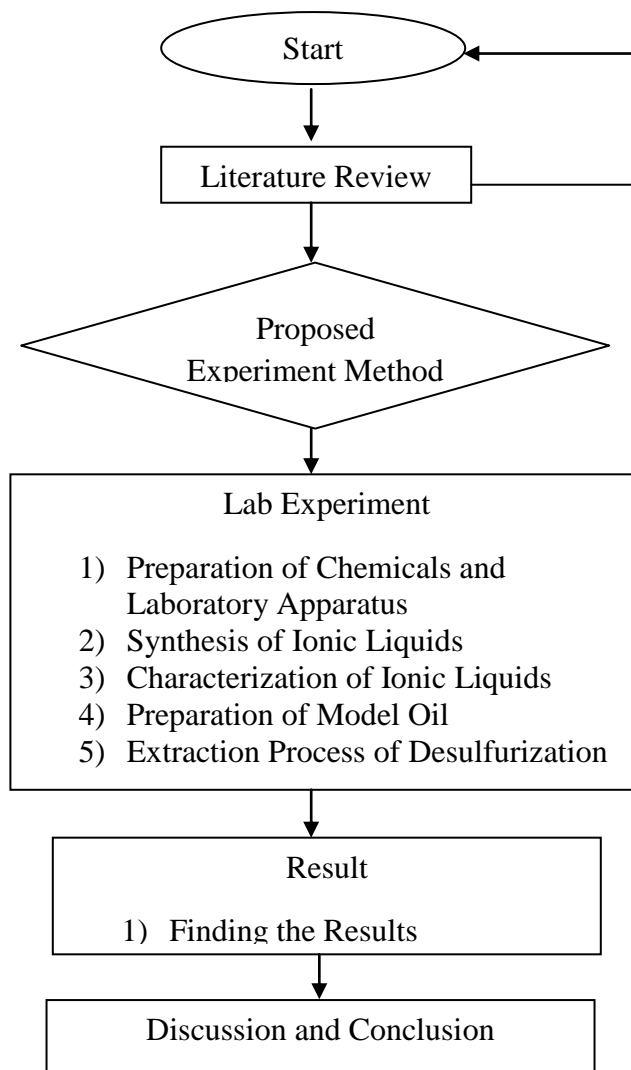 Start
Literature Review
Proposed
Experiment Method
Lab Experiment
1) Preparation of Chemicals and
Laboratory Apparatus
2) Synthesis of Ionic Liquids
3) Characterization of Ionic Liquids
4) Preparation of Model Oil
5) Extraction Process of Desulfurization
Result
1) Finding the Results
Discussion and Conclusion